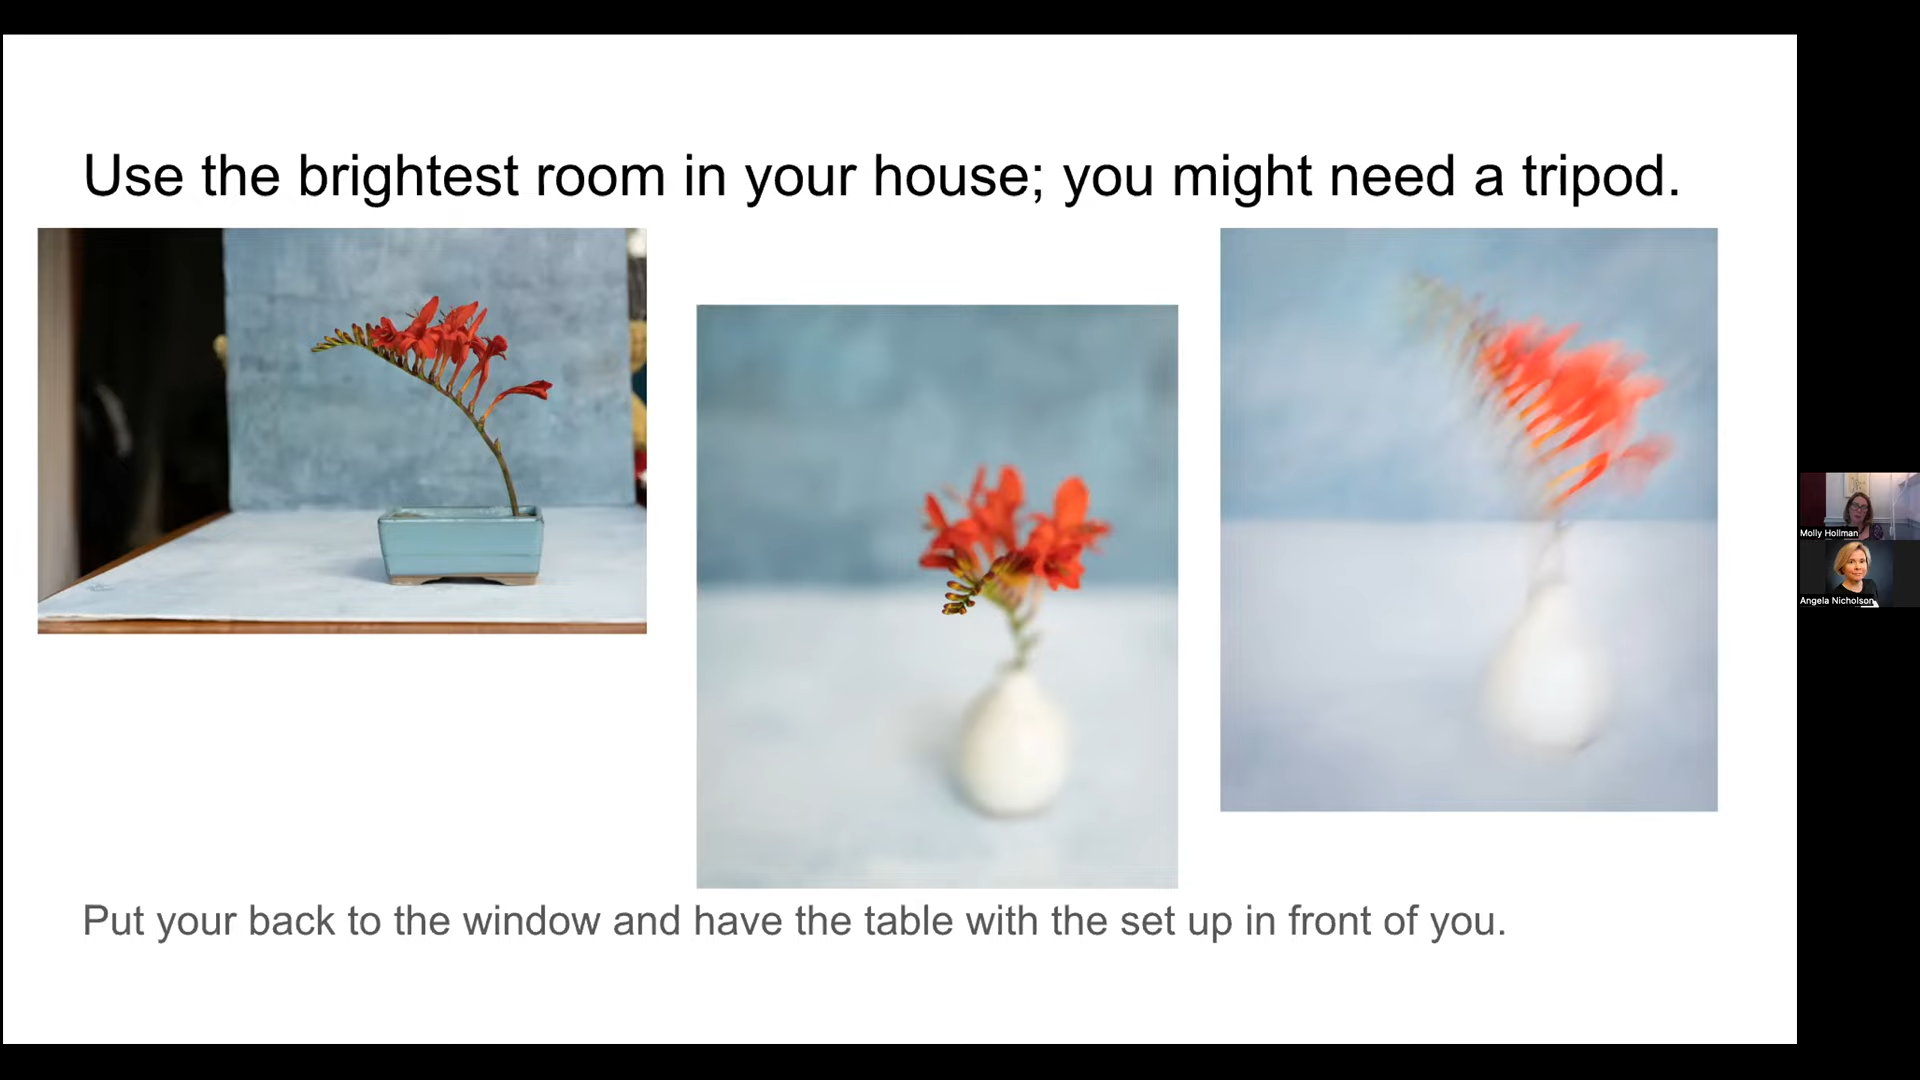 Use the brightest room in your house; you might need a tripod.
Put your back to the window and have the table with the set up in front of you.
Molly Hollman
Angela Nicholson